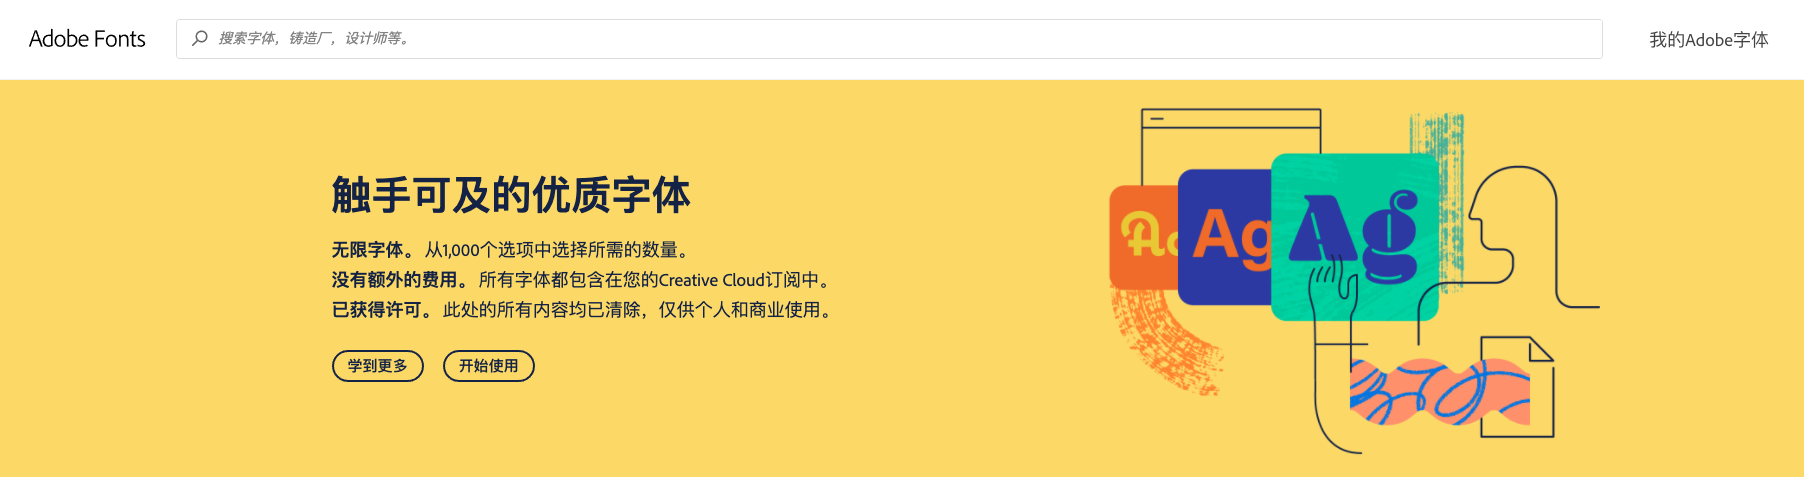 Adobe Fonts
搜索字体，铸造厂，设计师等。
我的Adobe字体
触手可及的优质字体
无限字体。 从1,000个选项中选择所需的数量。
没有额外的费用。 所有字体都包含在您的Creative Cloud订阅中。
已获得许可。 此处的所有内容均已清除，仅供个人和商业使用。
学到更多
开始使用
Ag
Ag
Ag